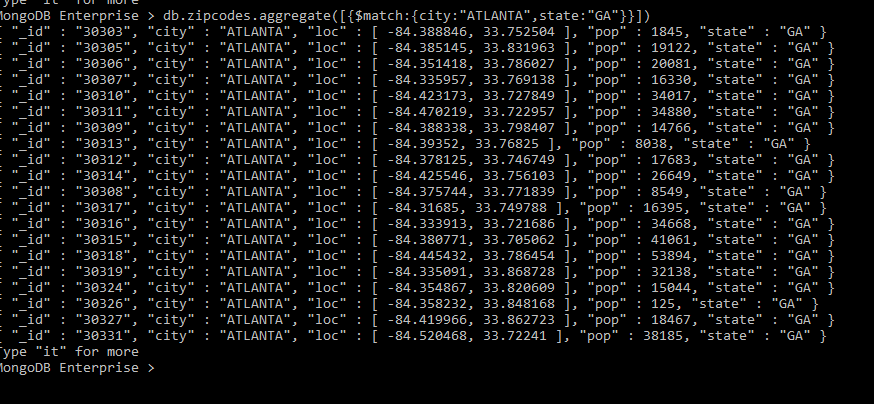 Type "it" for more
MongoDB Enterprise > db.zipcodes.aggregate([{$match:{city:"ATLANTA",state:"GA"}}])
{ "_id" : "30303", "city" : "ATLANTA", "loc" : [ -84.388846, 33.752504 ], "pop" : 1845, "state" : "GA" }
{ "_id" : "30305", "city" : "ATLANTA", "loc" : [ -84.385145, 33.831963 ], "pop" : 19122, "state" : "GA" }
{ "_id" : "30306", "city" : "ATLANTA", "loc" : [ -84.351418, 33.786027 ], "pop" : 20081, "state" : "GA" }
{ "_id" : "30307", "city" : "ATLANTA", "loc" : [ -84.335957, 33.769138 ], "pop" : 16330, "state" : "GA" }
{ "_id" : "30310", "city" : "ATLANTA", "loc" : [ -84.423173, 33.727849 ], "pop" : 34017, "state" : "GA" }
{ "_id" : "30311", "city" : "ATLANTA", "loc" : [ -84.470219, 33.722957 ], "pop" : 34880, "state" : "GA" }
{ "_id" : "30309", "city" : "ATLANTA", "loc" : [ -84.388338, 33.798407 ], "pop" : 14766, "state" : "GA" }
{ "_id" : "30313", "city" : "ATLANTA", "loc" : [ -84.39352, 33.76825 ], "pop" : 8038, "state" : "GA" }
{ "_id" : "30312", "city" : "ATLANTA", "loc" : [ -84.378125, 33.746749 ], "pop" : 17683, "state" : "GA" }
{ "_id" : "30314", "city" : "ATLANTA", "loc" : [ -84.425546, 33.756103 ], "pop" : 26649, "state" : "GA" }
{ "_id" : "30308", "city" : "ATLANTA", "loc" : [ -84.375744, 33.771839 ], "pop" : 8549, "state" : "GA" }
{ "_id" : "30317", "city" : "ATLANTA", "loc" : [ -84.31685, 33.749788 ], "pop" : 16395, "state" : "GA" }
{ "_id" : "30316", "city" : "ATLANTA", "loc" : [ -84.333913, 33.721686 ], "pop" : 34668, "state" : "GA" }
{ "_id" : "30315", "city" : "ATLANTA", "loc" : [ -84.380771, 33.705062 ], "pop" : 41061, "state" : "GA" }
{ "_id" : "30318", "city" : "ATLANTA", "loc" : [ -84.445432, 33.786454 ], "pop" : 53894, "state" : "GA" }
{ "_id" : "30319", "city" : "ATLANTA", "loc" : [ -84.335091, 33.868728 ], "pop" : 32138, "state" : "GA" }
{ "_id" : "30324", "city" : "ATLANTA", "loc" : [ -84.354867, 33.820609 ], "pop" : 15044, "state" : "GA" }
{ "_id" : "30326", "city" : "ATLANTA", "loc" : [ -84.358232, 33.848168 ], "pop" : 125, "state" : "GA" }
{ "_id" : "30327", "city" : "ATLANTA", "loc" : [ -84.419966, 33.862723 ], "pop" : 18467, "state" : "GA" }
{ "_id" : "30331", "city" : "ATLANTA", "loc" : [ -84.520468, 33.72241 ], "pop" : 38185, "state" : "GA" }
Type "it" for more
MongoDB Enterprise >